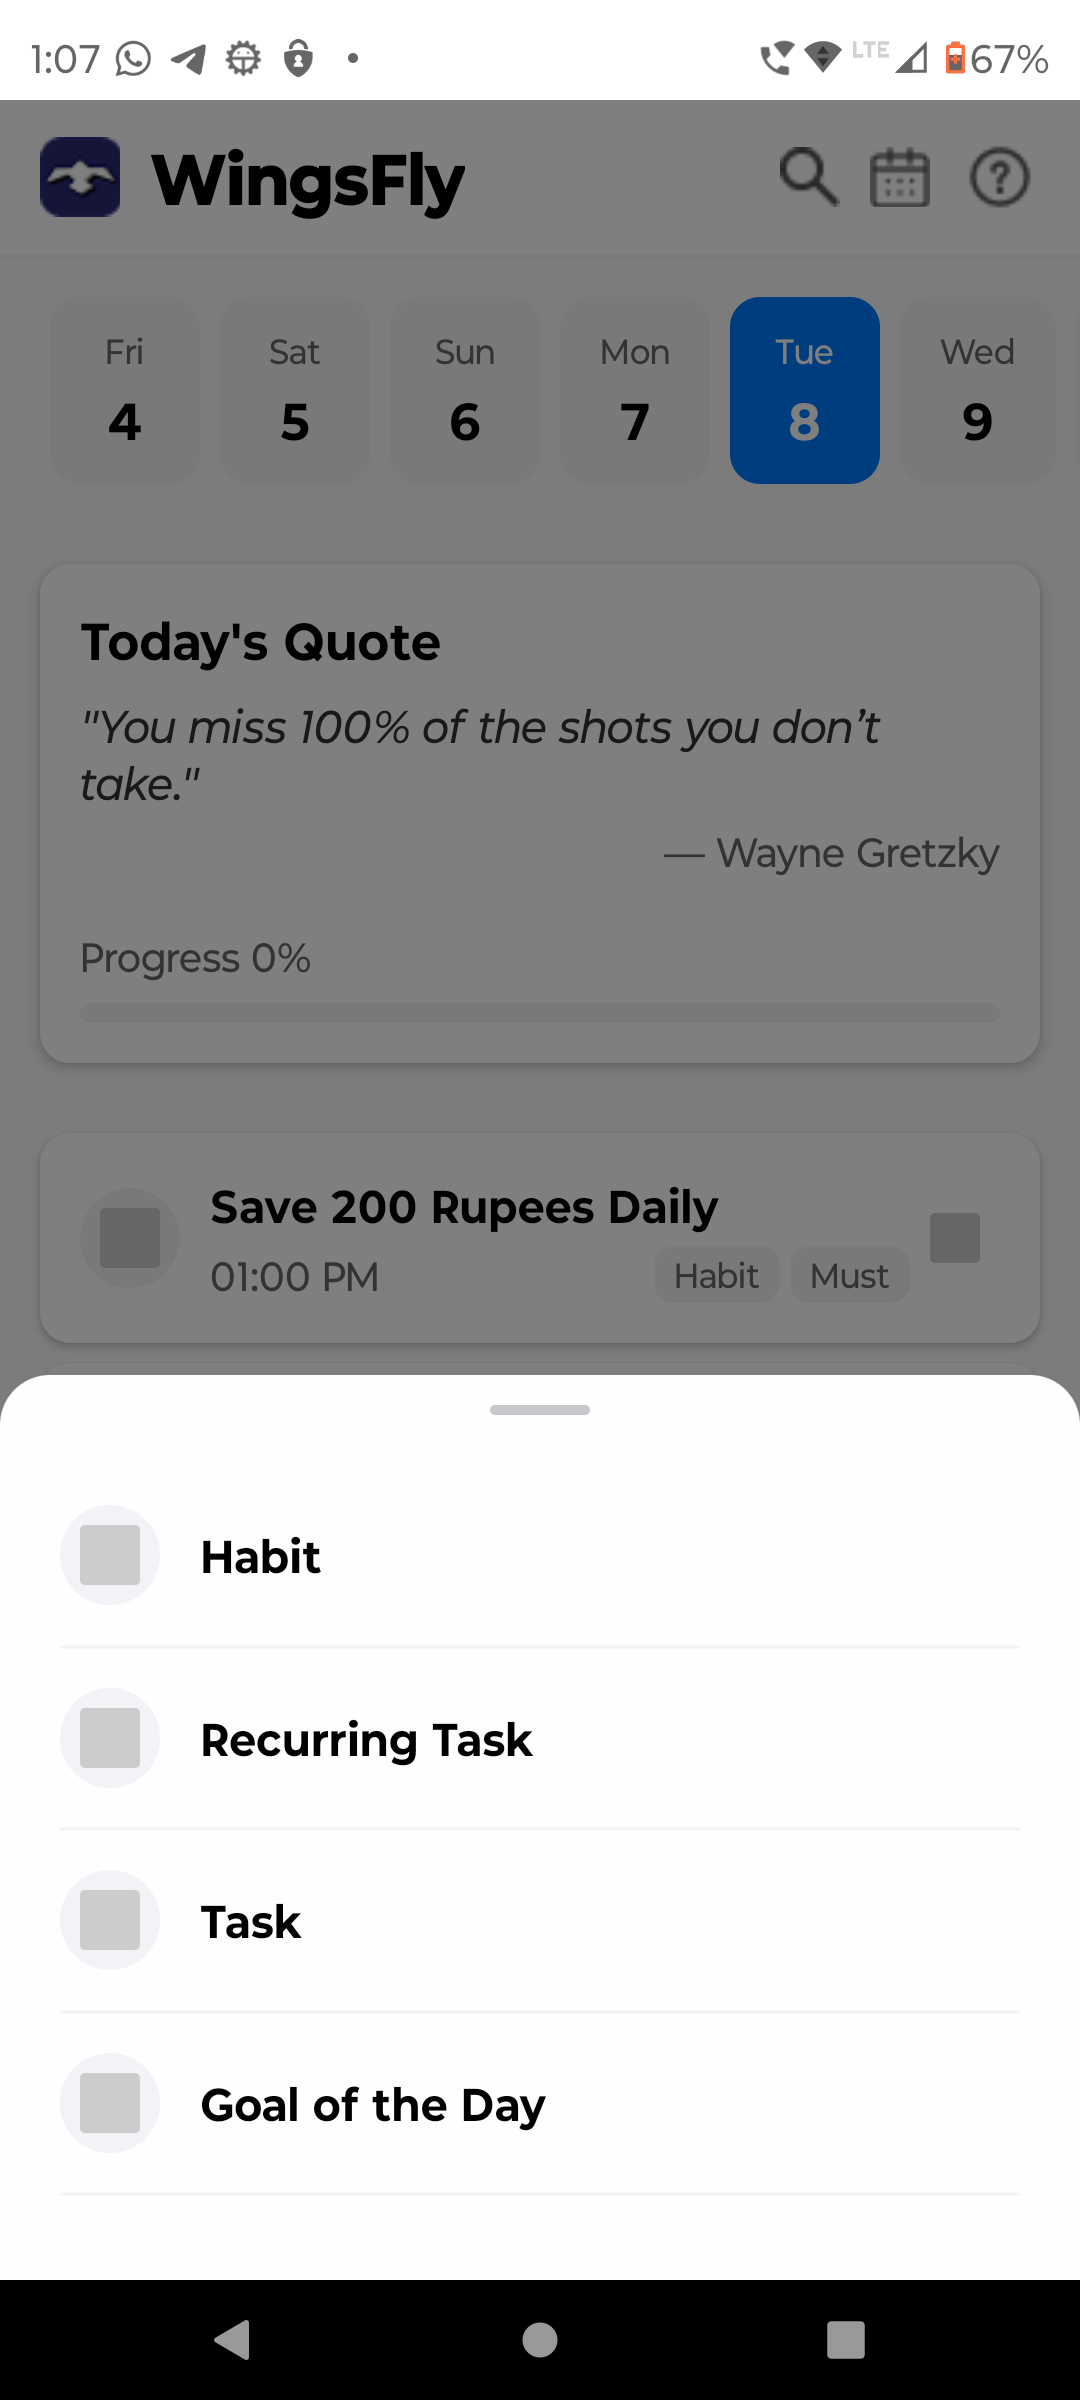 1:07
LTE
67%
WingsFly
Fri
Sat
Sun
Mon
Tue
Wed
4
5
6
7
8
9
Today's Quote
"You miss 100% of the shots you don’t
take."
— Wayne Gretzky
Progress 0%
Save 200 Rupees Daily
01:00 PM
Habit
Must
Habit
Recurring Task
Task
Goal of the Day